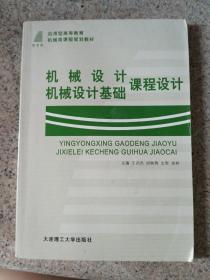 应用型高等教育
机械类课程规划教材
机械设计
机械设计基础
课程设计
YINGYONGXING GAODENG JIAOYU
JIXIELEI KECHENG GUIHUA JIAOCAI
主编
大连理工大学出版社